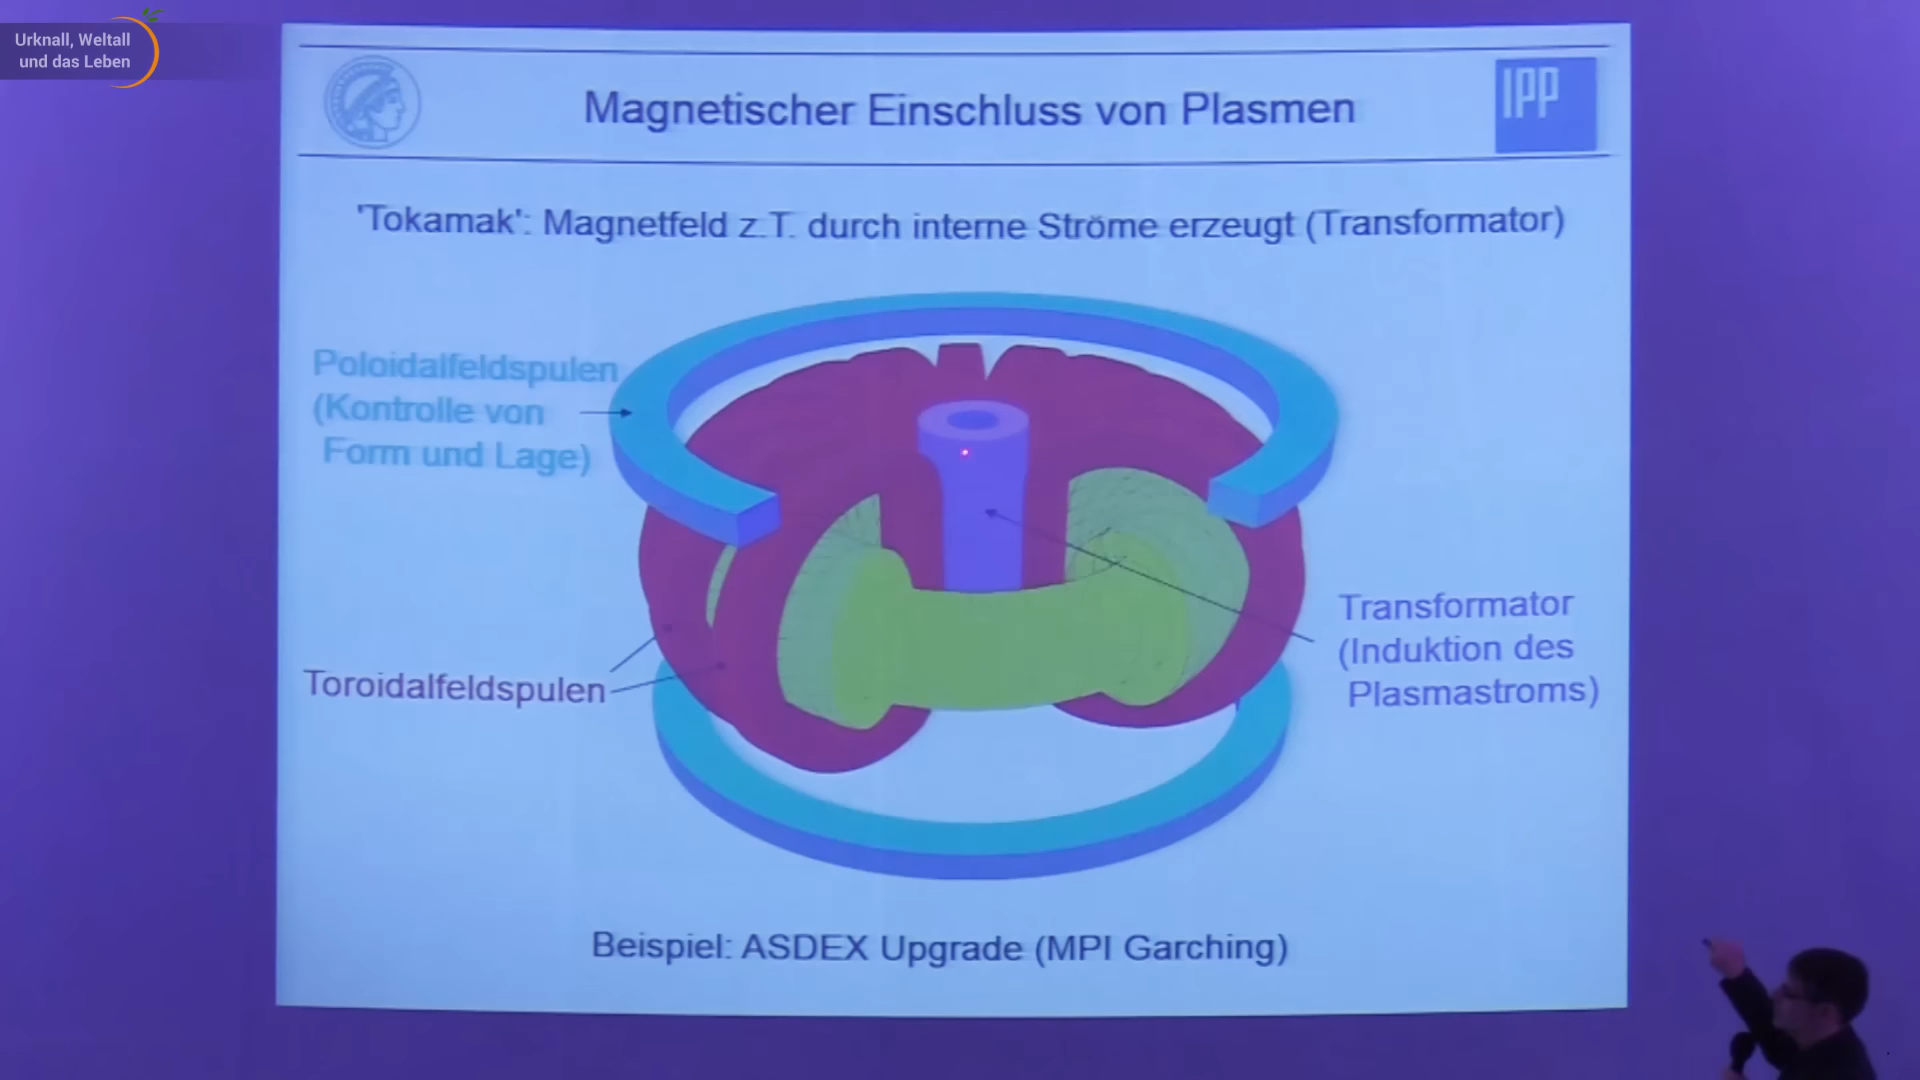 Urknall, Weltall
und das Leben
Magnetischer Einschluss von Plasmen
IPP
'Tokamak': Magnetfeld z.T. durch interne Ströme erzeugt (Transformator)
Poloidalfeldspulen
(Kontrolle von
Form und Lage)
Toroidalfeldspulen
Transformator
(Induktion des
Plasmastroms)
Beispiel: ASDEX Upgrade (MPI Garching)